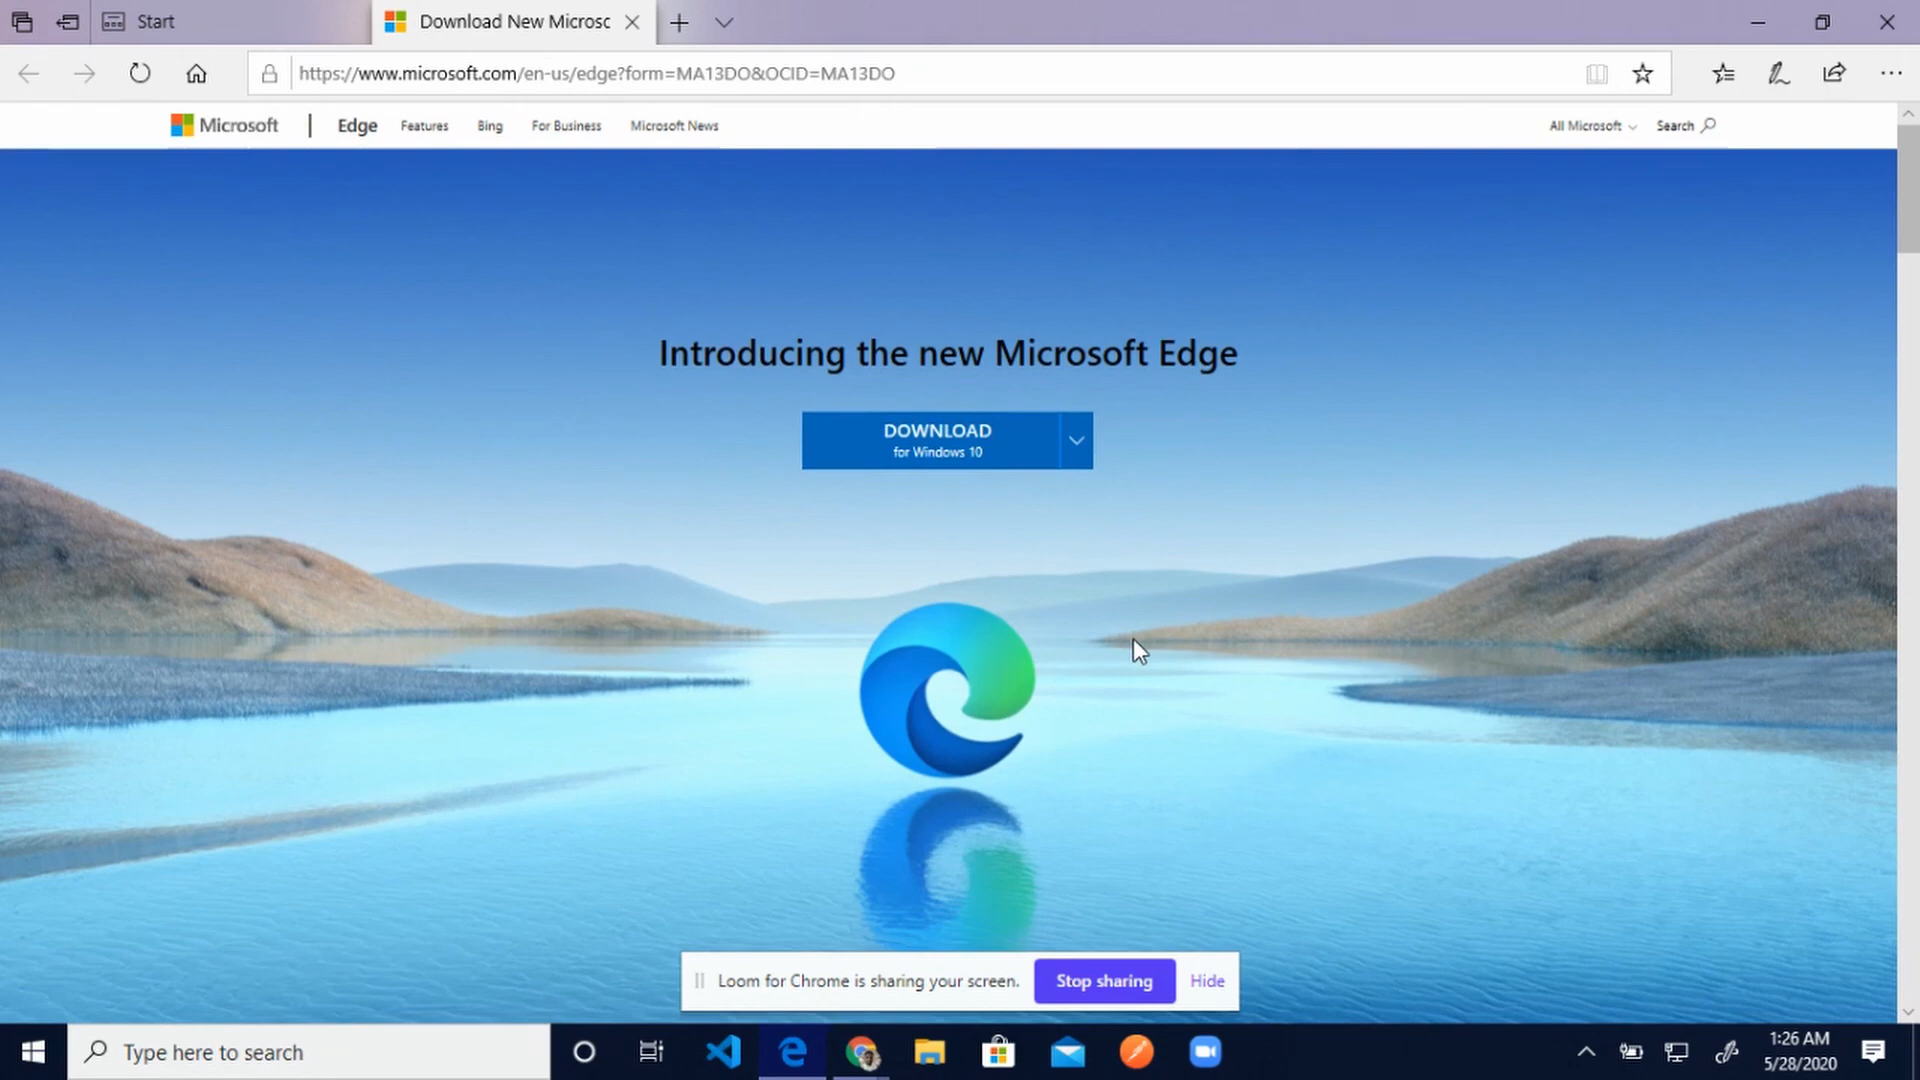 Start
Download New Microsc
https://www.microsoft.com/en-us/edge?form=MA13DO&OCID=MA13DO
Microsoft | Edge Features Bing For Business Microsoft News All Microsoft Search
Introducing the new Microsoft Edge
DOWNLOAD
for Windows 10
Loom for Chrome is sharing your screen. Stop sharing Hide
Type here to search
1:26 AM
5/28/2020